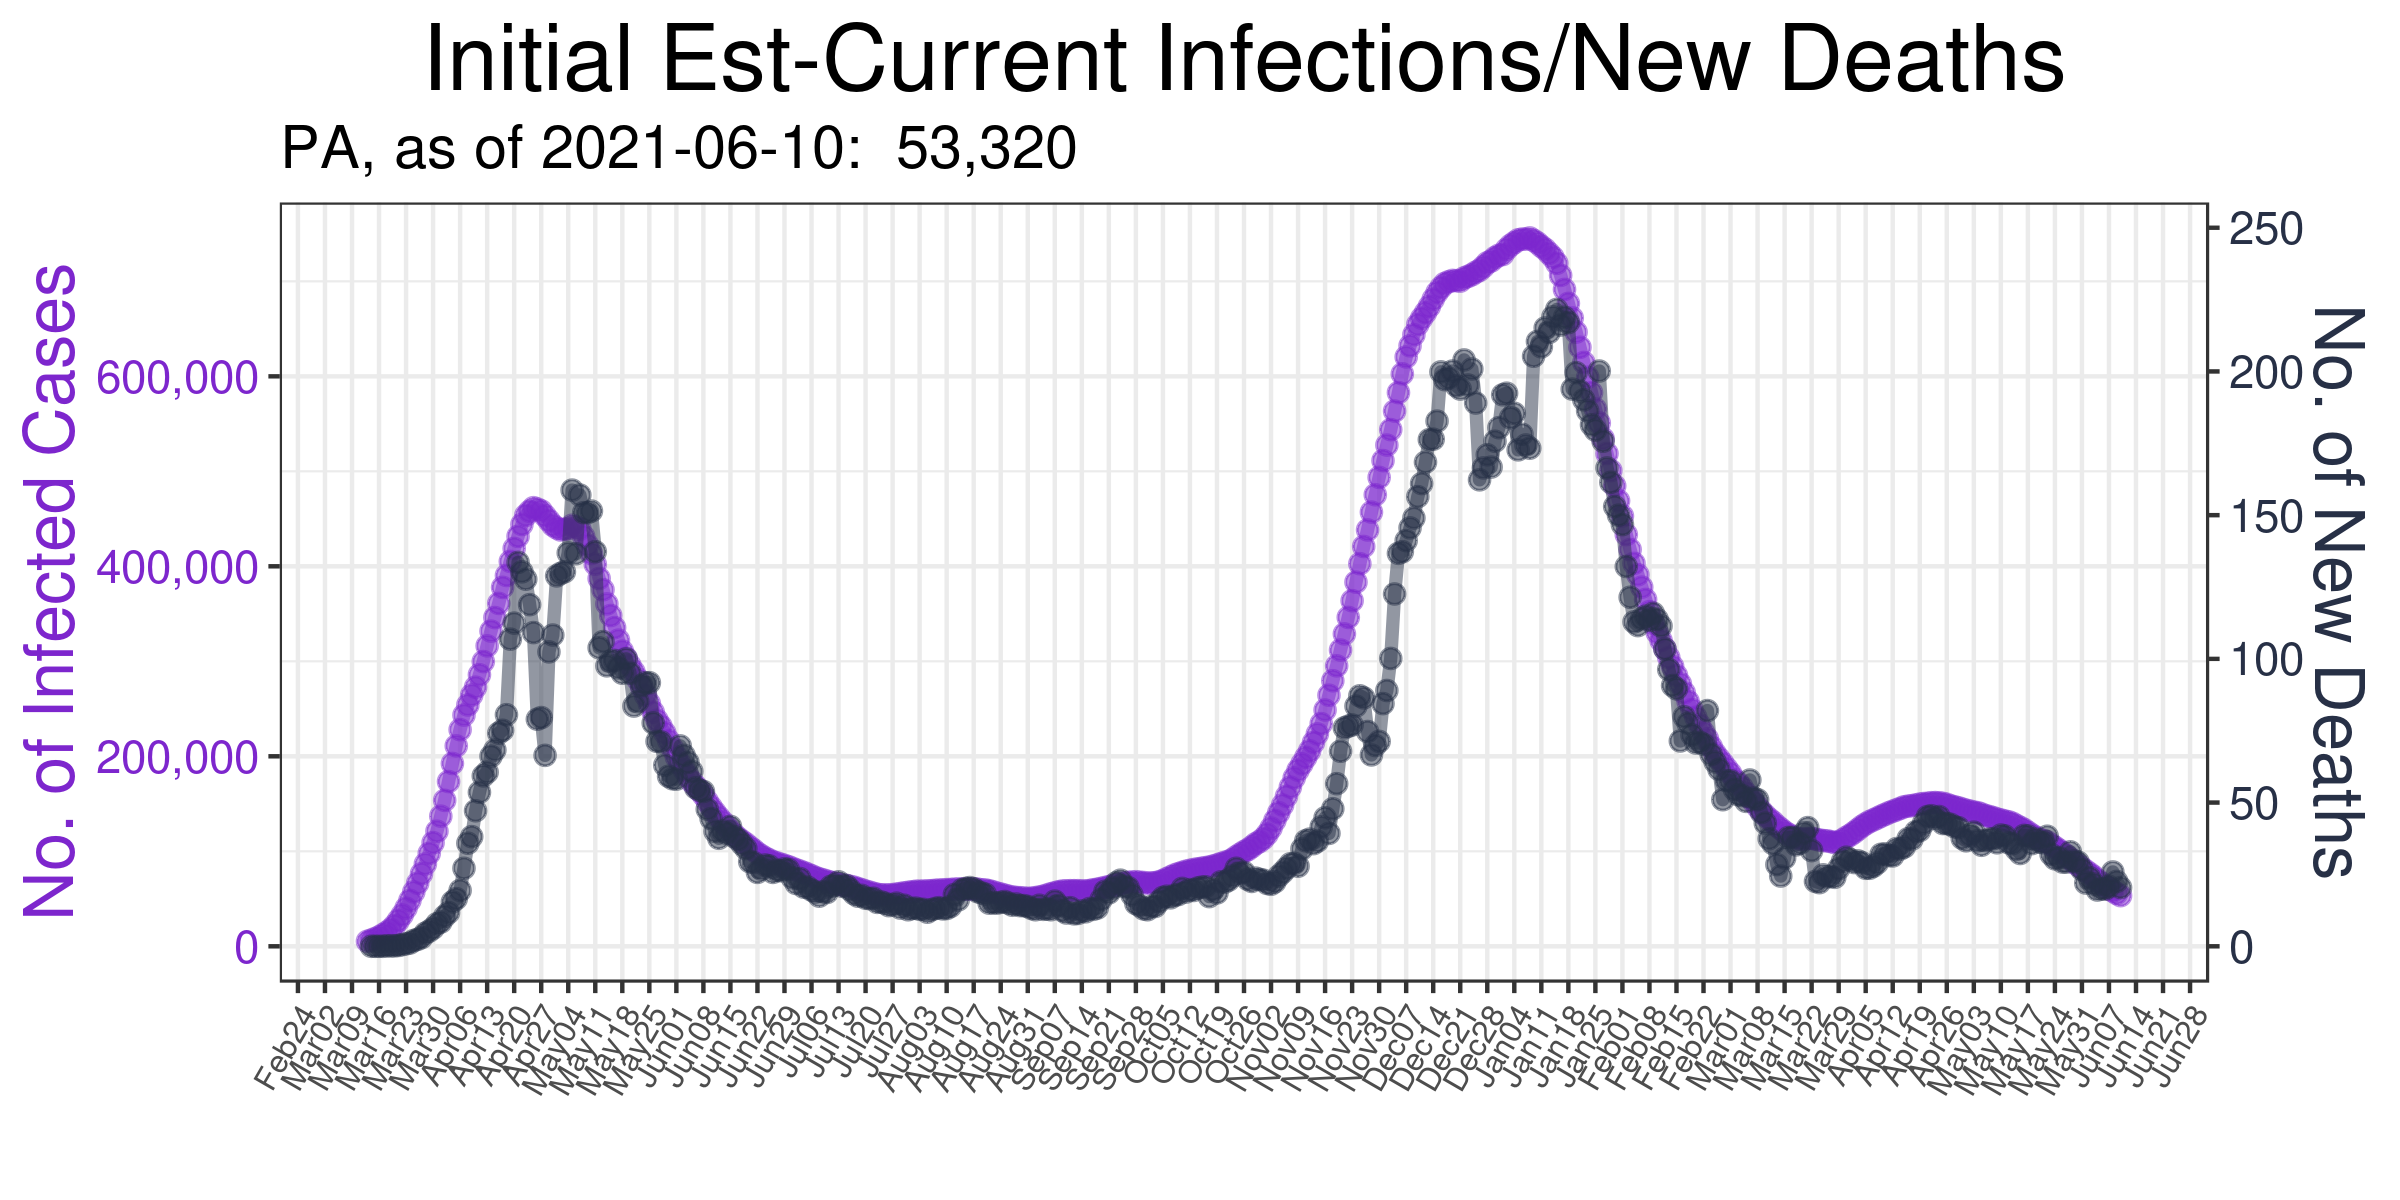 Initial Est-Current Infections/New Deaths
PA, as of 2021-06-10:  53,320
No. of Infected Cases
600,000
400,000
200,000
0
250
200
150
100
50
0
No. of New Deaths
Feb24
Mar02
Mar09
Mar16
Mar23
Mar30
Apr06
Apr13
Apr20
Apr27
May04
May11
May18
May25
Jun01
Jun08
Jun15
Jun22
Jun29
Jul06
Jul13
Jul20
Jul27
Aug03
Aug10
Aug17
Aug24
Aug31
Sep07
Sep14
Sep21
Sep28
Oct05
Oct12
Oct19
Oct26
Nov02
Nov09
Nov16
Nov23
Nov30
Dec07
Dec14
Dec21
Dec28
Jan04
Jan11
Jan18
Jan25
Feb01
Feb08
Feb15
Feb22
Mar01
Mar08
Mar15
Mar22
Mar29
Apr05
Apr12
Apr19
Apr26
May03
May10
May17
May24
May31
Jun07
Jun14
Jun21
Jun28